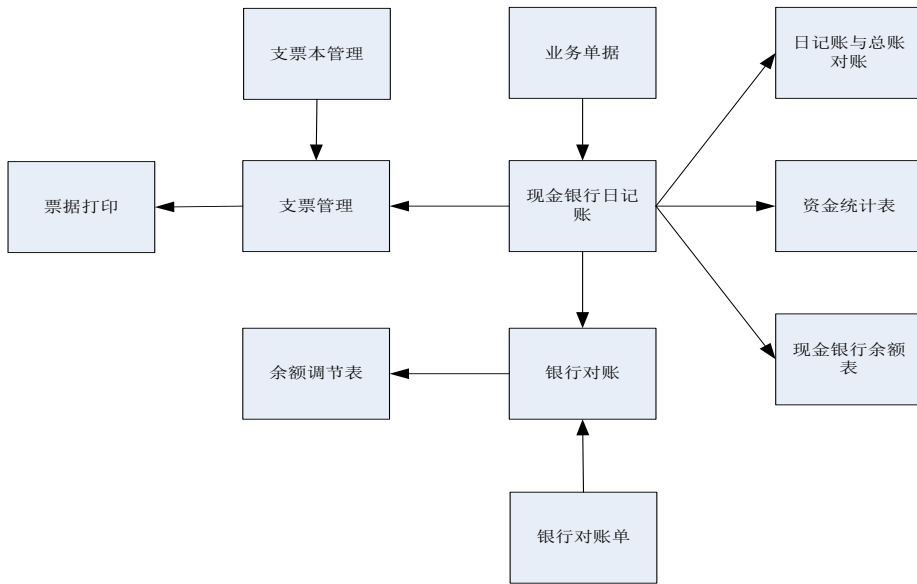 支票本管理
业务单据
日记账与总账
对账
票据打印
支票管理
现金银行日记
账
资金统计表
余额调节表
银行对账
现金银行余额
表
银行对账单